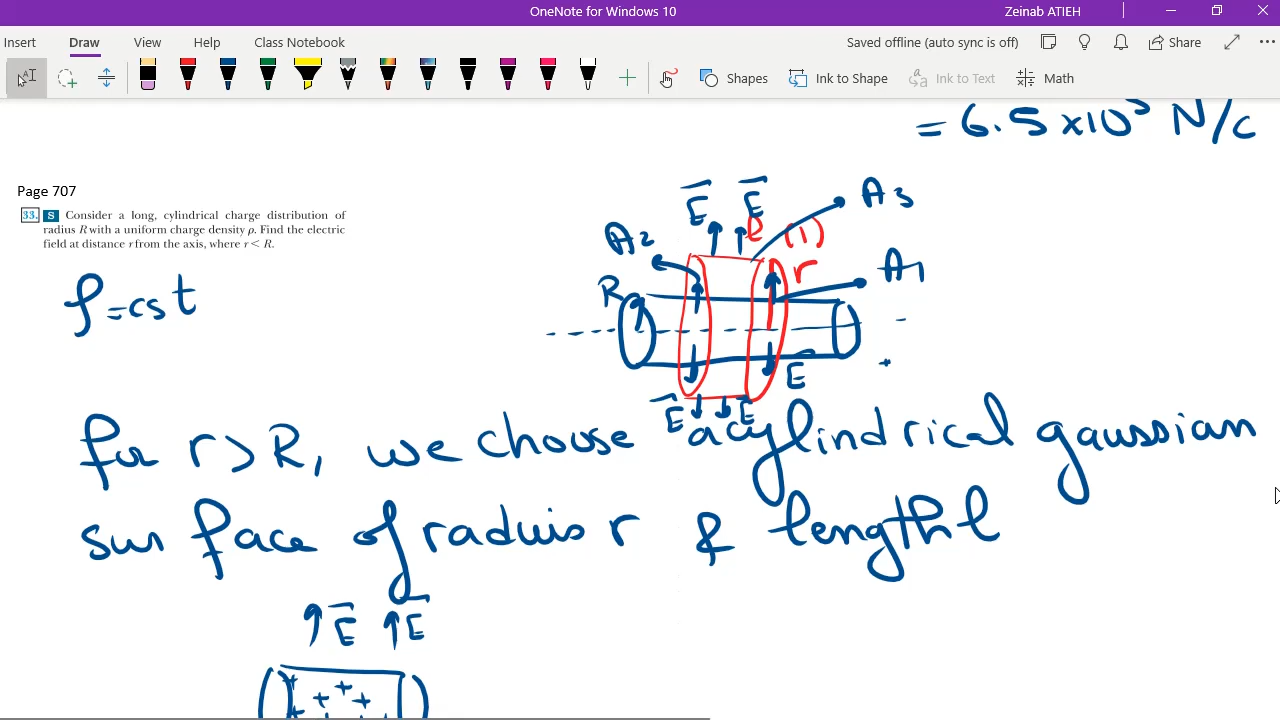 OneNote for Windows 10
Zeinab ATIEH
Insert Draw View Help Class Notebook
Saved offline (auto sync is off)
Share
Shapes
Ink to Shape
Ink to Text
Math
= 6.5 x10³ N/c
Page 707
33. S Consider a long, cylindrical charge distribution of
radius R with a uniform charge density ρ. Find the electric
field at distance r from the axis, where r < R.
ρ=cst
E E
A3
A2
l (1)
r
A1
R
E
E E
for r>R, we choose a cylindrical gaussian
surface of raduis r & length l
E E
+ + + +